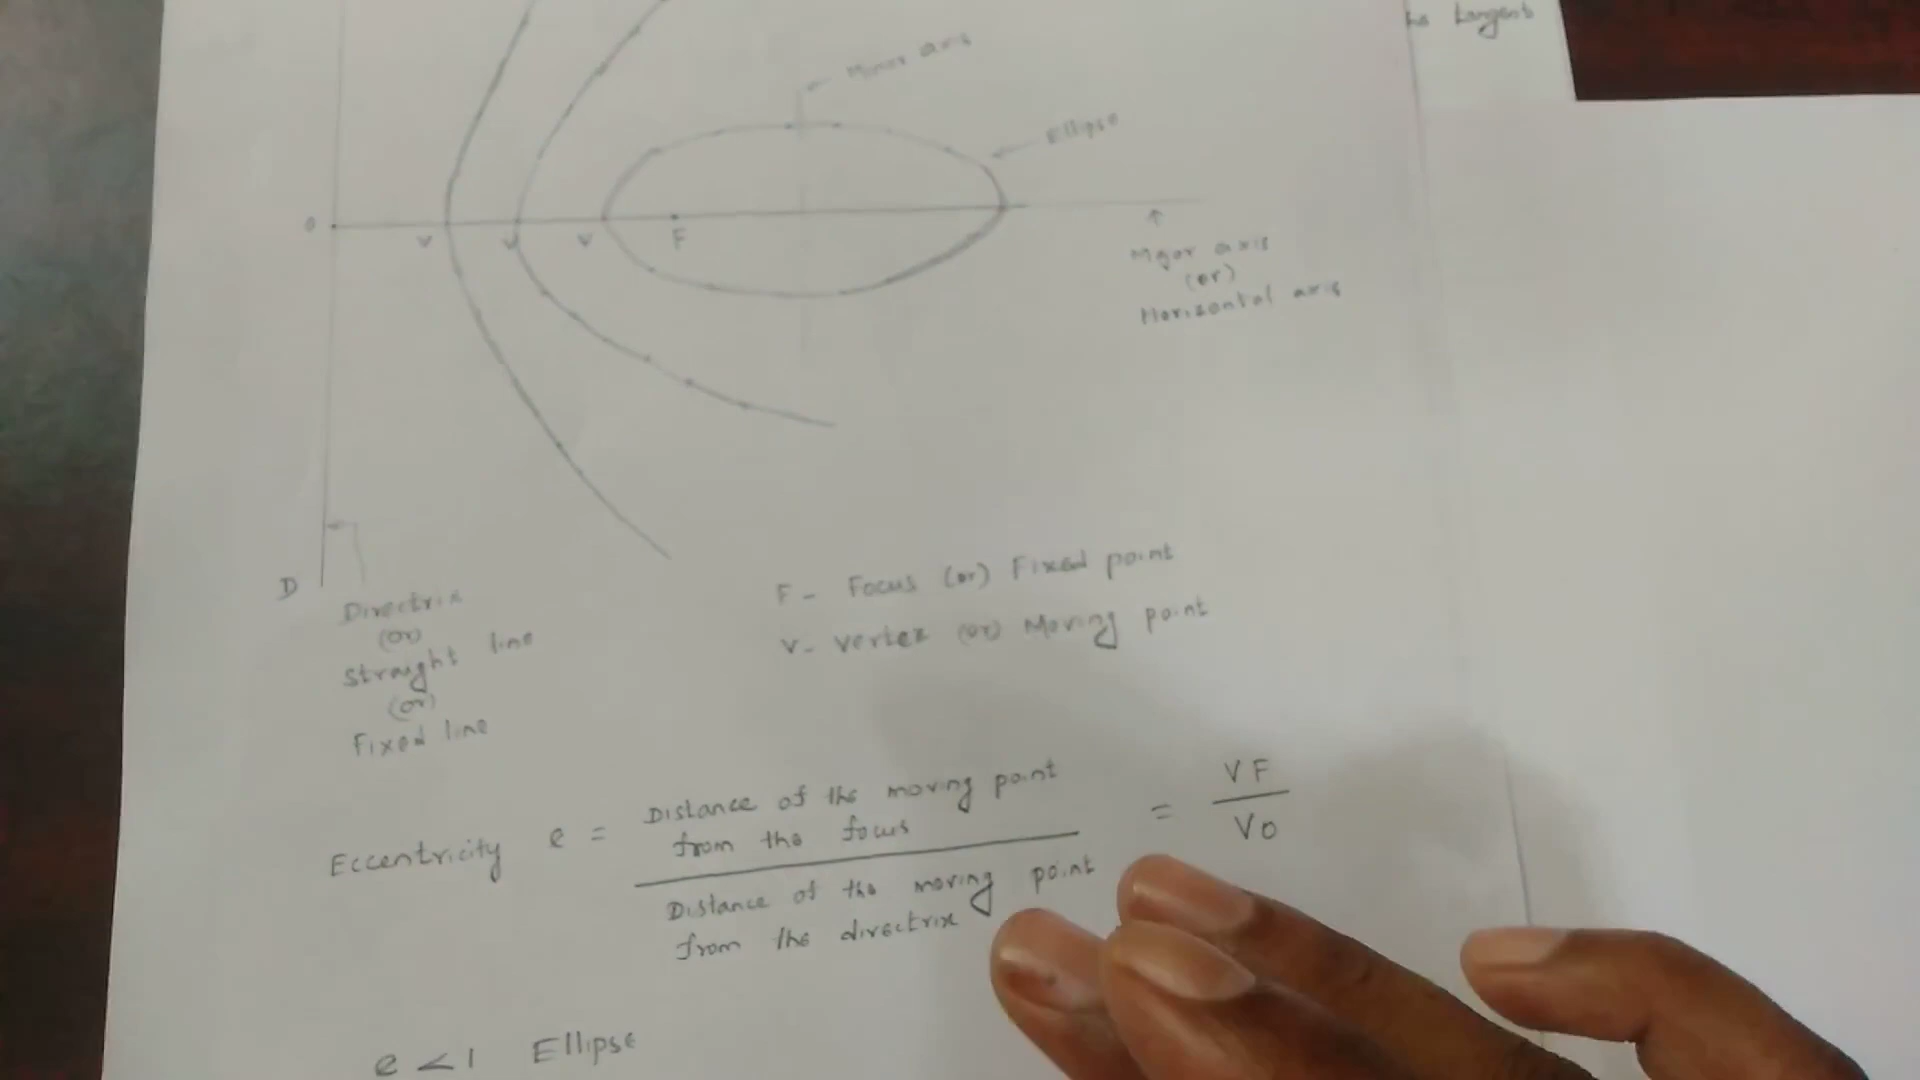 Largest
Minor axis
Ellipse
O
V V V F
Mjor axis
(or)
Horizontal axis
D
Directrix
(or)
Straight line
(or)
Fixed line
F - Focus (or) Fixed point
V - Vertex (or) Moving point
Eccentricity e = Distance of the moving point
from the focus
Distance of the moving point
from the directrix
= VF
VO
e < 1 Ellipse